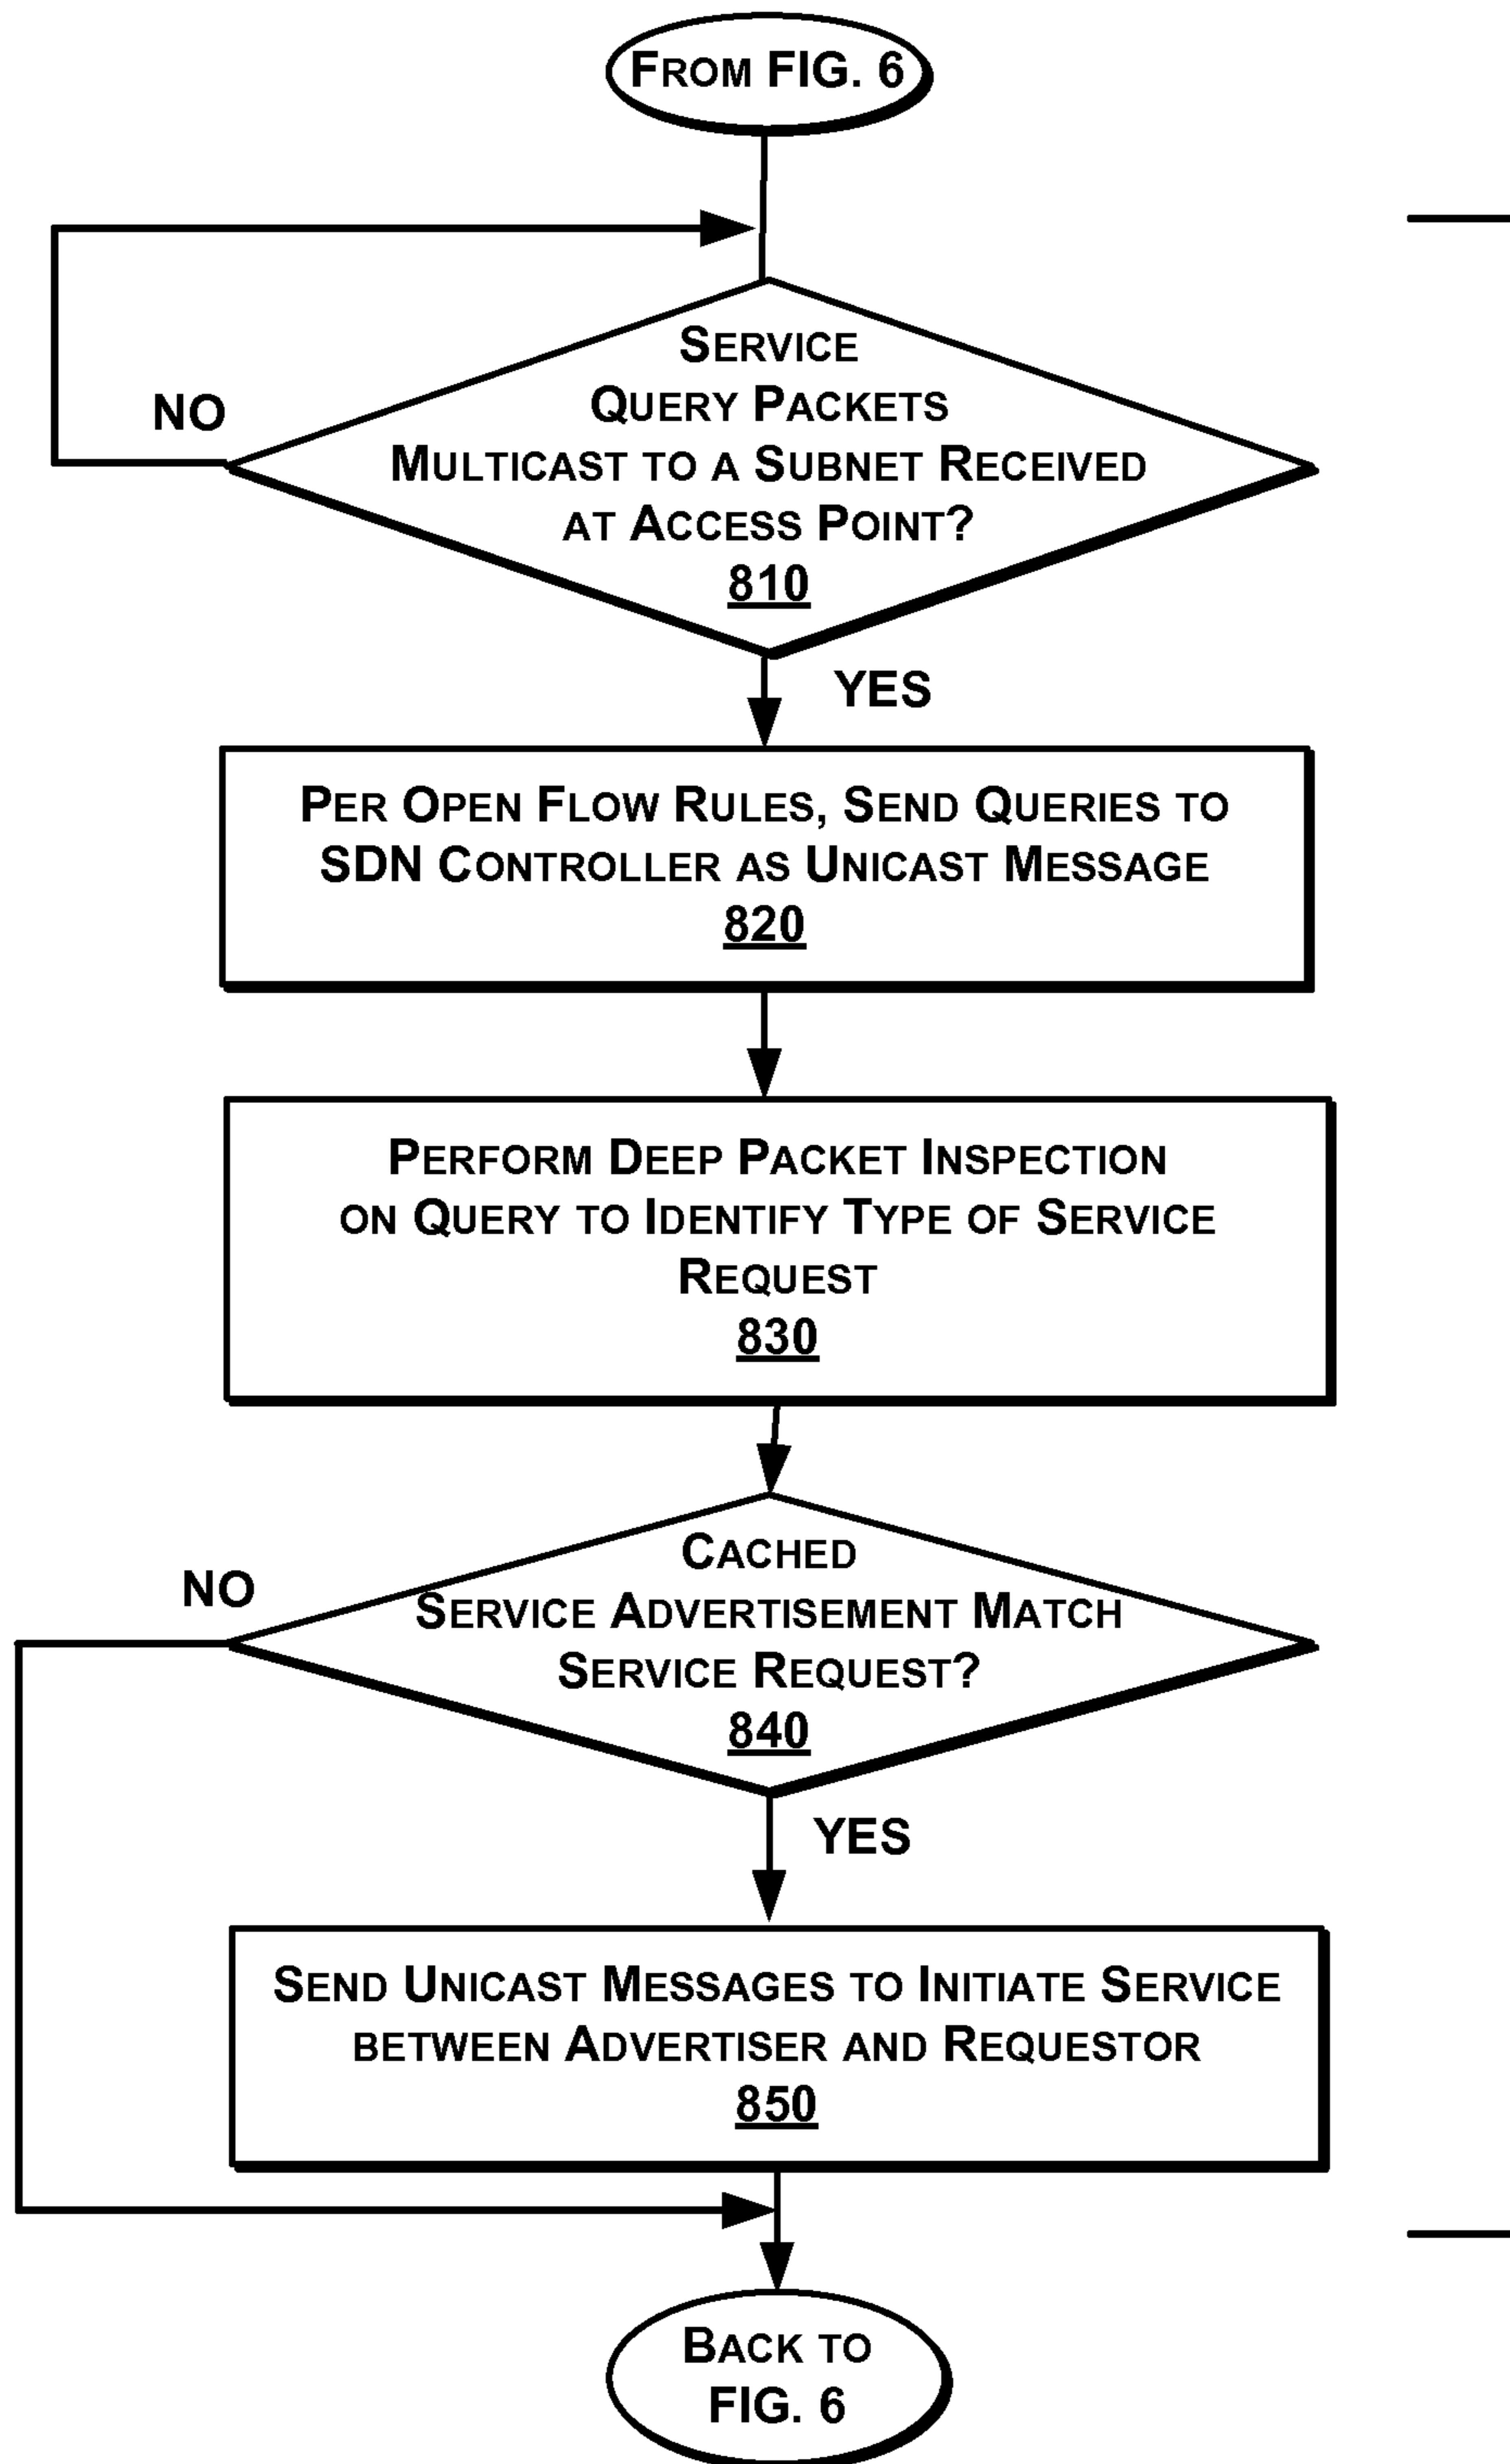 FROM FIG. 6
SERVICE
QUERY PACKETS
MULTICAST TO A SUBNET RECEIVED
AT ACCESS POINT?
810
NO
YES
PER OPEN FLOW RULES, SEND QUERIES TO
SDN CONTROLLER AS UNICAST MESSAGE
820
PERFORM DEEP PACKET INSPECTION
ON QUERY TO IDENTIFY TYPE OF SERVICE
REQUEST
830
CACHED
SERVICE ADVERTISEMENT MATCH
SERVICE REQUEST?
840
NO
YES
SEND UNICAST MESSAGES TO INITIATE SERVICE
BETWEEN ADVERTISER AND REQUESTOR
850
BACK TO
FIG. 6